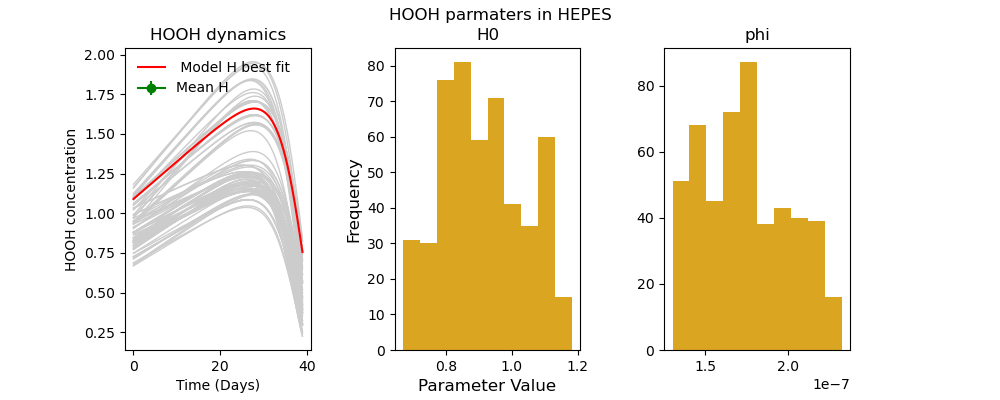 HOOH parmaters in HEPES
HOOH dynamics
HOOH concentration
2.00
1.75
1.50
1.25
1.00
0.75
0.50
0.25
Model H best fit
Mean H
0 20 40
Time (Days)
H0
Frequency
80
70
60
50
40
30
20
10
0
0.8 1.0 1.2
Parameter Value
phi
80
60
40
20
0
1.5 2.0
1e−7